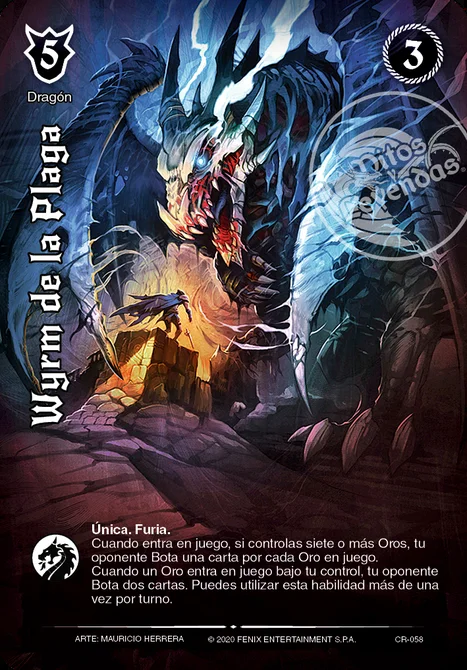 5
3
Dragón
Wyrm de la Plaga
Mitos
Leyendas
Única. Furia.
Cuando entra en juego, si controlas siete o más Oros, tu
oponente Bota una carta por cada Oro en juego.
Cuando un Oro entra en juego bajo tu control, tu oponente
Bota dos cartas. Puedes utilizar esta habilidad más de una
vez por turno.
ARTE: MAURICIO HERRERA © 2020 FENIX ENTERTAINMENT S.P.A. CR-058